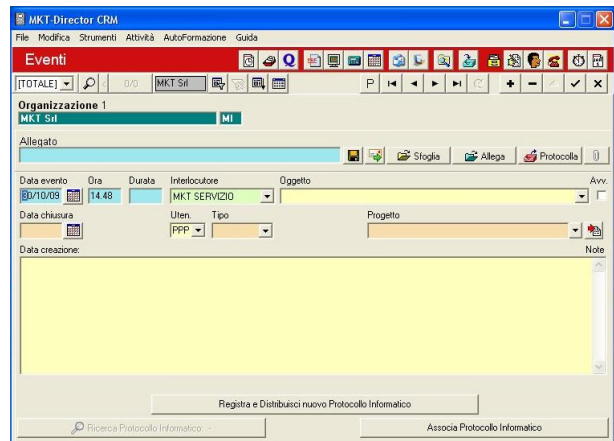 MKT-Director CRM
File Modifica Strumenti Attività AutoFormazione Guida
Eventi
Q
[TOTALE] 0/0 MKT Srl P
Organizzazione 1
MKT Srl MI
Allegato
Sfoglia Allega Protocolla
Data evento Ora Durata Interlocutore Oggetto Avv.
30/10/09 14.48 MKT SERVIZIO
Data chiusura Uten. Tipo Progetto
PPP
Data creazione: Note
Registra e Distribuisci nuovo Protocollo Informatico
Ricerca Protocollo Informatico: - Associa Protocollo Informatico